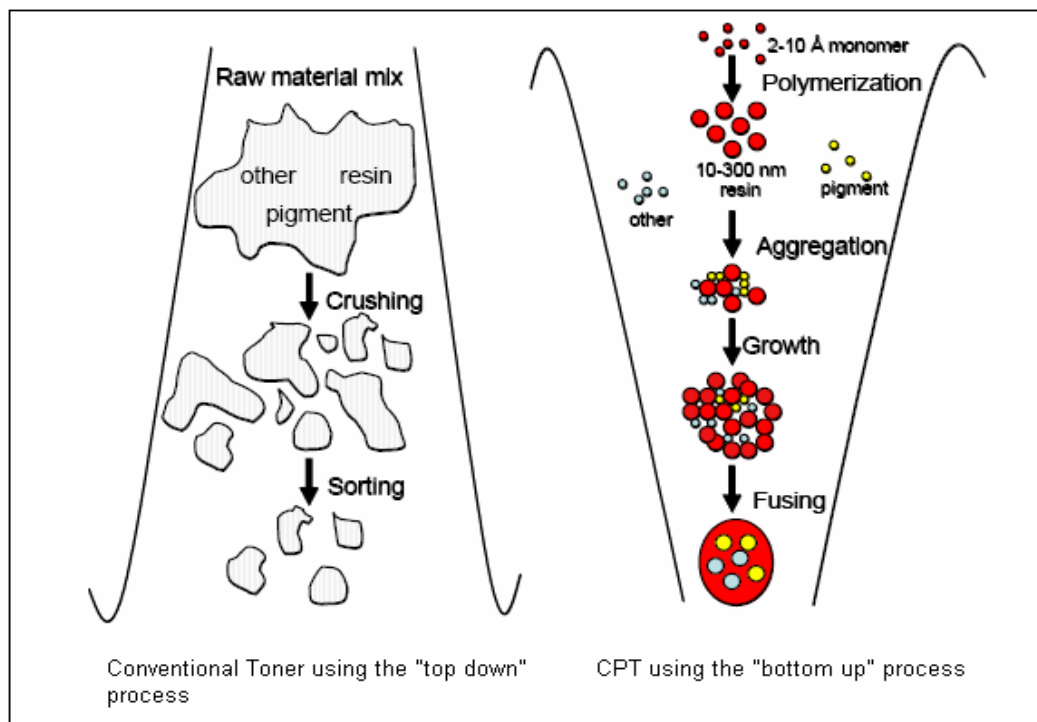 Raw material mix
other resin
pigment
Crushing
Sorting
Conventional Toner using the "top down"
process
2-10 Å monomer
Polymerization
10-300 nm
resin
pigment
other
Aggregation
Growth
Fusing
CPT using the "bottom up" process